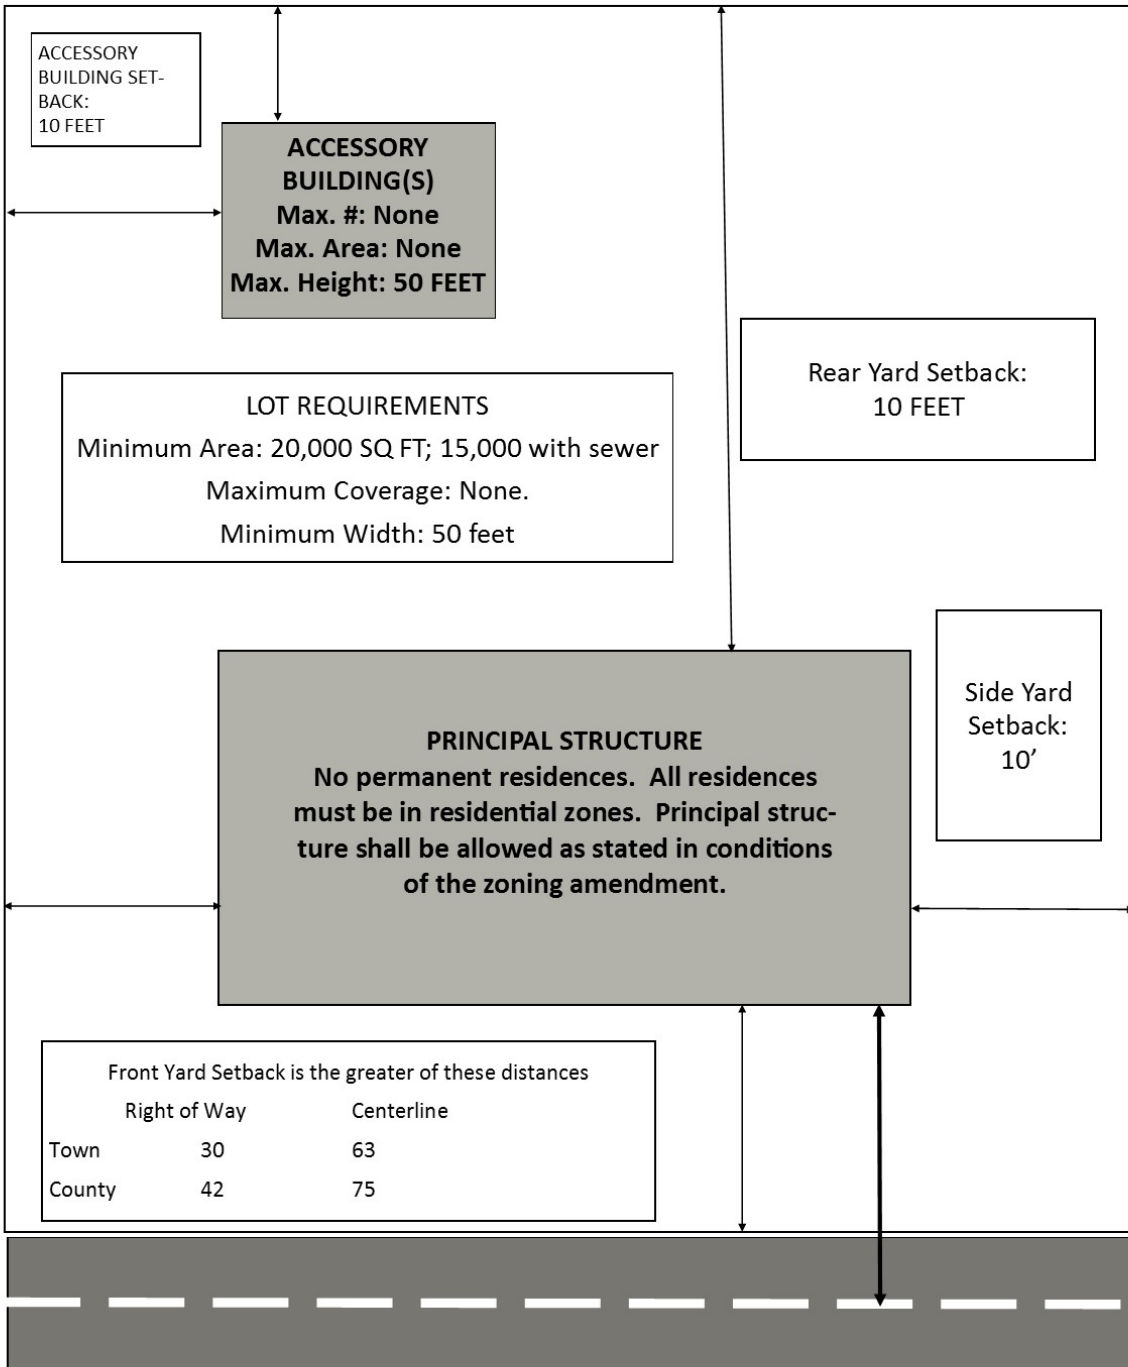 ACCESSORY
BUILDING SET-
BACK:
10 FEET
ACCESSORY
BUILDING(S)
Max. #: None
Max. Area: None
Max. Height: 50 FEET
Rear Yard Setback:
10 FEET
LOT REQUIREMENTS
Minimum Area: 20,000 SQ FT; 15,000 with sewer
Maximum Coverage: None.
Minimum Width: 50 feet
Side Yard
Setback:
10’
PRINCIPAL STRUCTURE
No permanent residences. All residences
must be in residential zones. Principal struc-
ture shall be allowed as stated in conditions
of the zoning amendment.
Front Yard Setback is the greater of these distances
Right of Way Centerline
Town 30 63
County 42 75